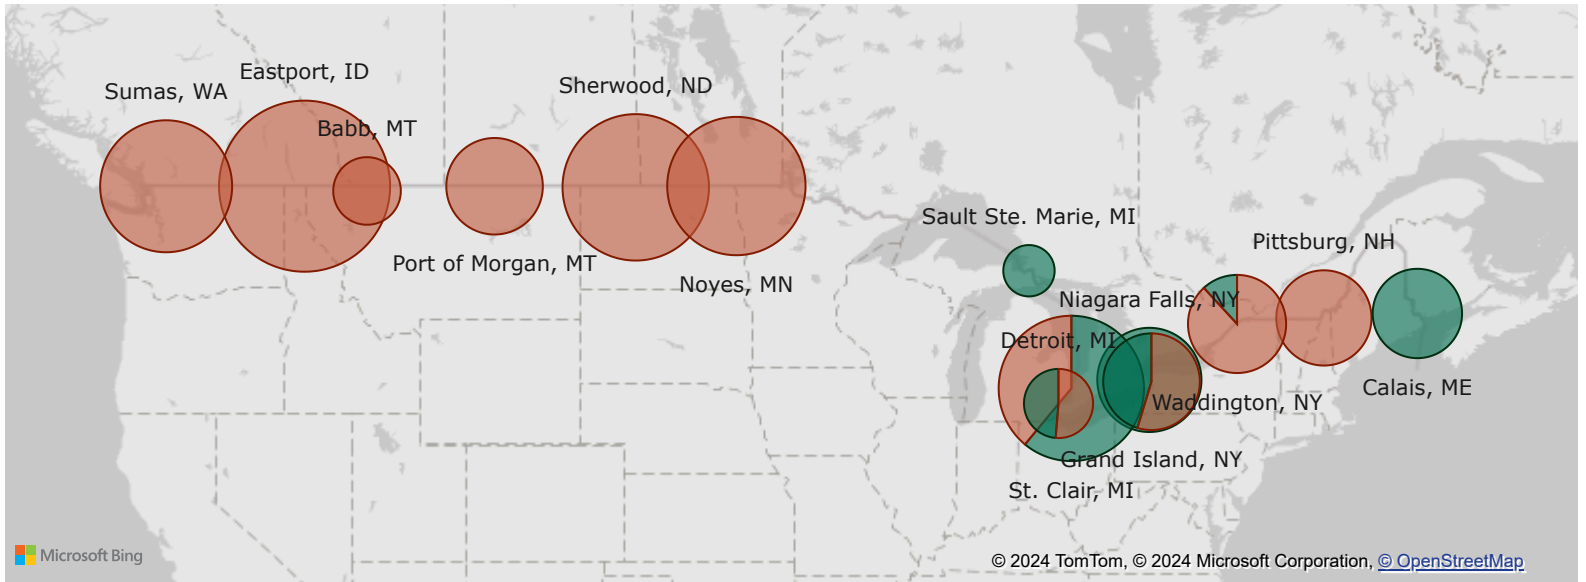 Eastport, ID
Sumas, WA
Sherwood, ND
Babb, MT
Sault Ste. Marie, MI
Pittsburg, NH
Port of Morgan, MT
Noyes, MN
Niagara Falls, NY
Detroit, MI
Calais, ME
Waddington, NY
Grand Island, NY
St. Clair, MI
Microsoft Bing
© 2024 TomTom, © 2024 Microsoft Corporation, © OpenStreetMap